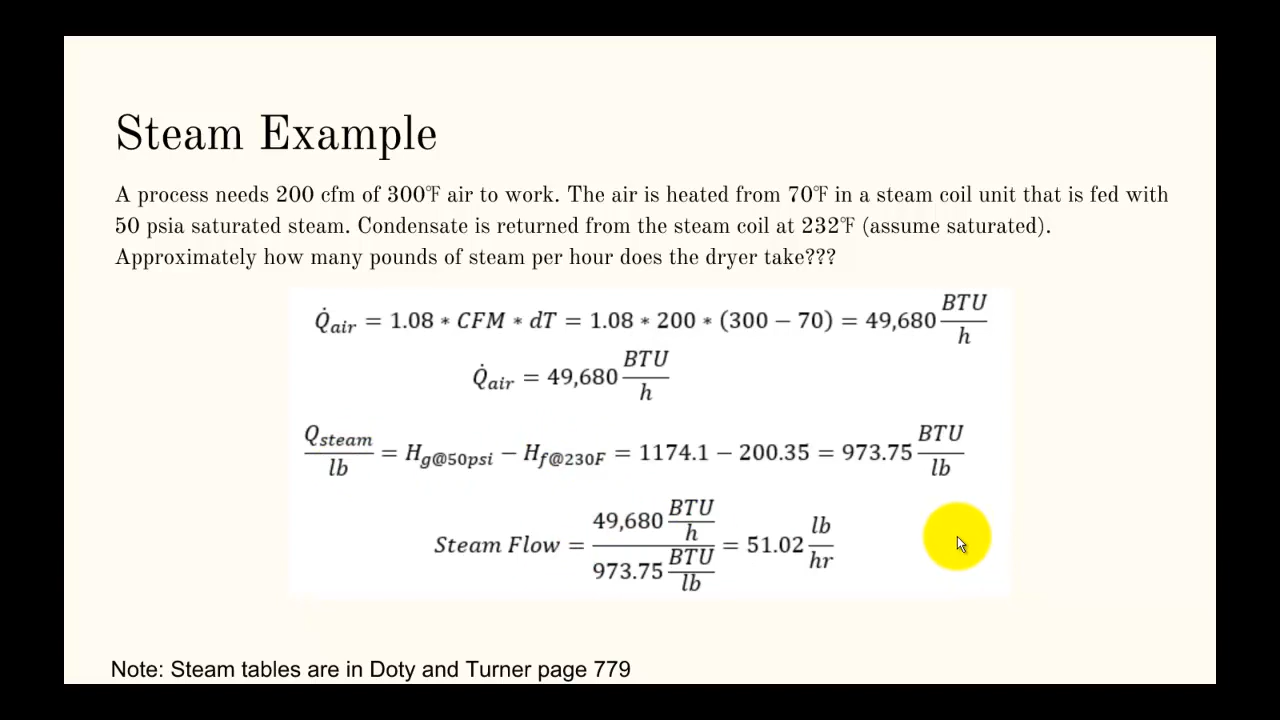 Steam Example
A process needs 200 cfm of 300℉ air to work. The air is heated from 70℉ in a steam coil unit that is fed with
50 psia saturated steam. Condensate is returned from the steam coil at 232℉ (assume saturated).
Approximately how many pounds of steam per hour does the dryer take???
Q̇air = 1.08 * CFM * dT = 1.08 * 200 * (300 − 70) = 49,680 BTU/h
Q̇air = 49,680 BTU/h
Qsteam/lb = Hg@50psi − Hf@230F = 1174.1 − 200.35 = 973.75 BTU/lb
Steam Flow = 49,680 BTU/h / 973.75 BTU/lb = 51.02 lb/hr
Note: Steam tables are in Doty and Turner page 779